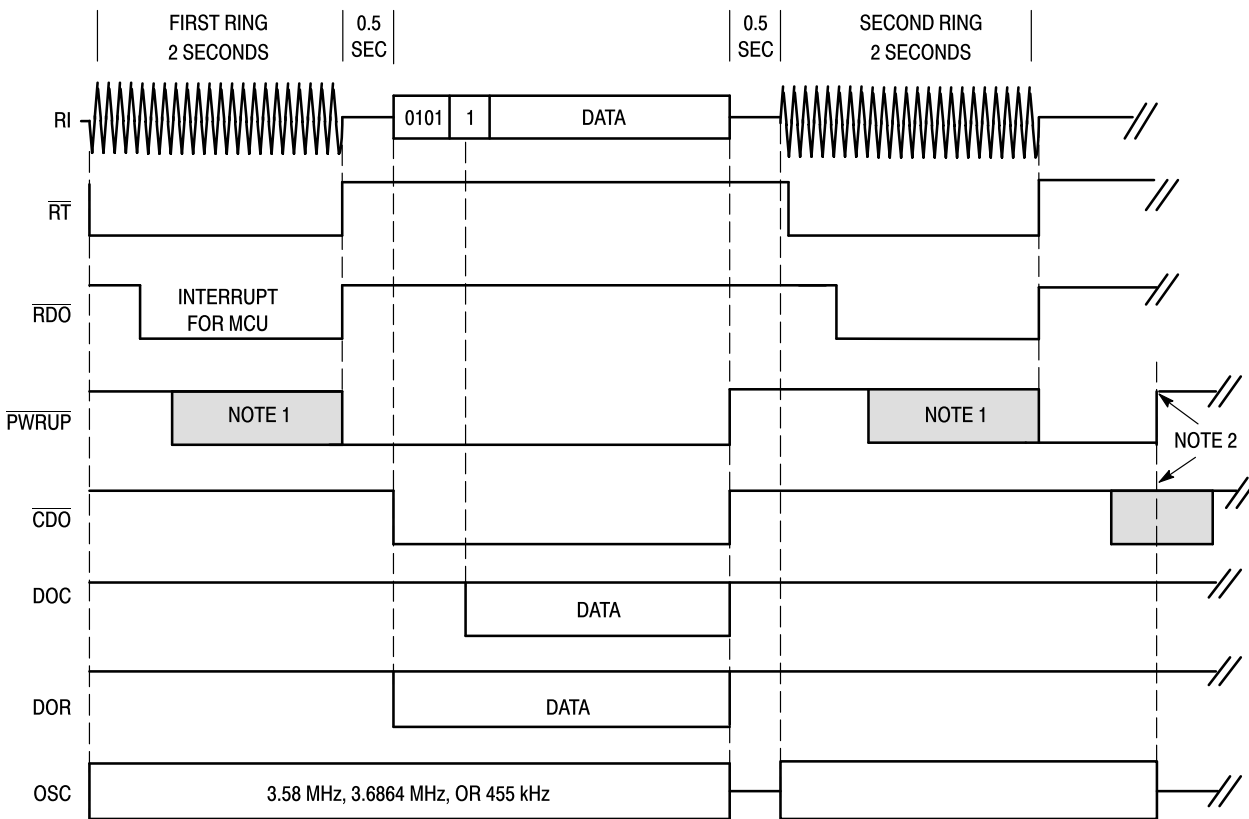 FIRST RING
2 SECONDS
0.5
SEC
0.5
SEC
SECOND RING
2 SECONDS
RI
0101
1
DATA
RT
RDO
INTERRUPT
FOR MCU
PWRUP
NOTE 1
NOTE 1
NOTE 2
CDO
DOC
DATA
DOR
DATA
OSC
3.58 MHz, 3.6864 MHz, OR 455 kHz